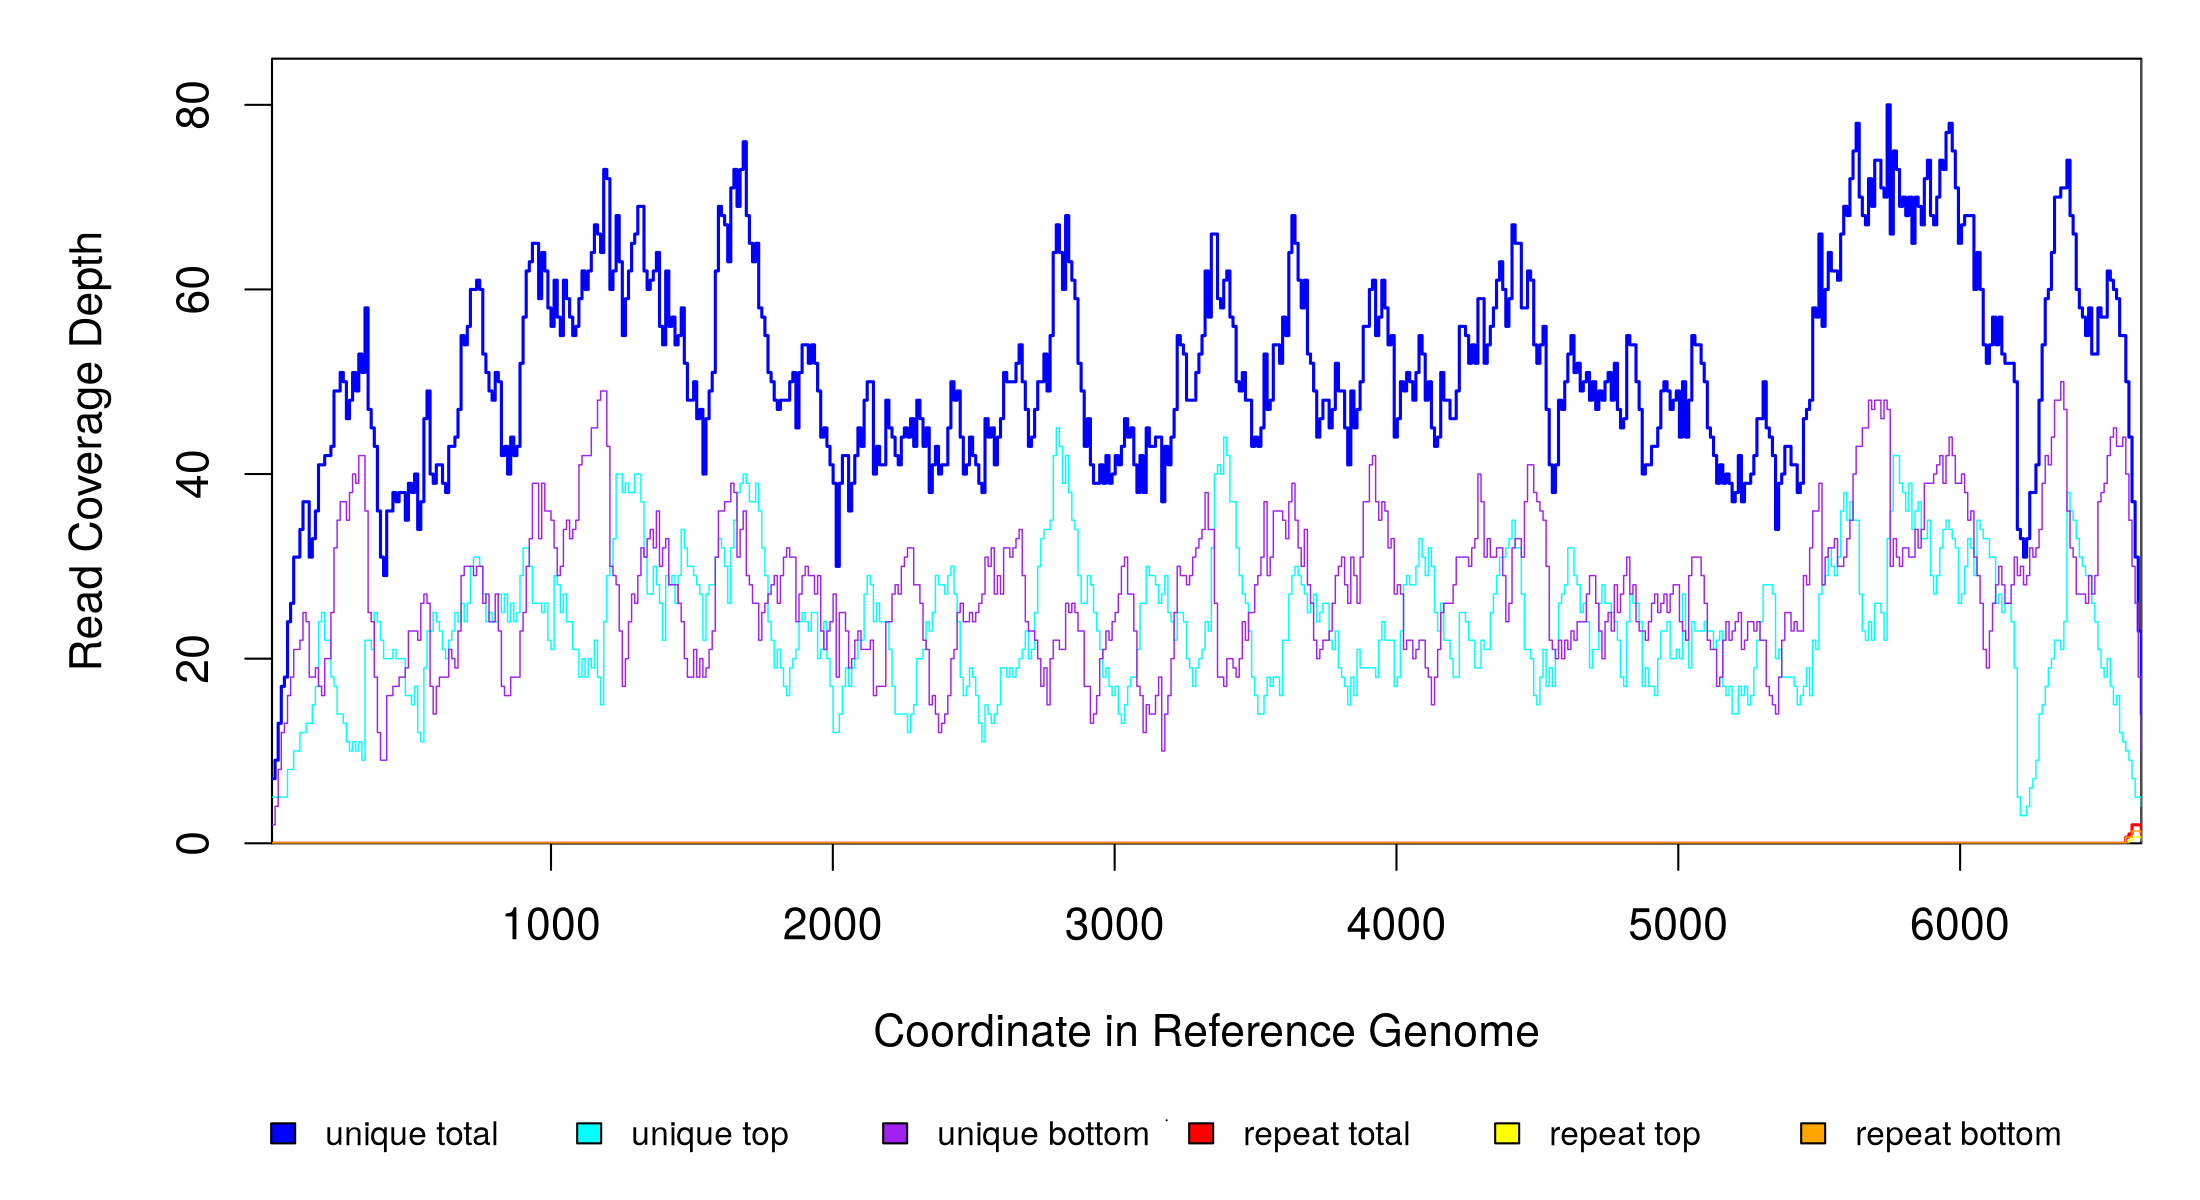 Read Coverage Depth
80
60
40
20
0
1000 2000 3000 4000 5000 6000
Coordinate in Reference Genome
unique total unique top unique bottom repeat total repeat top repeat bottom